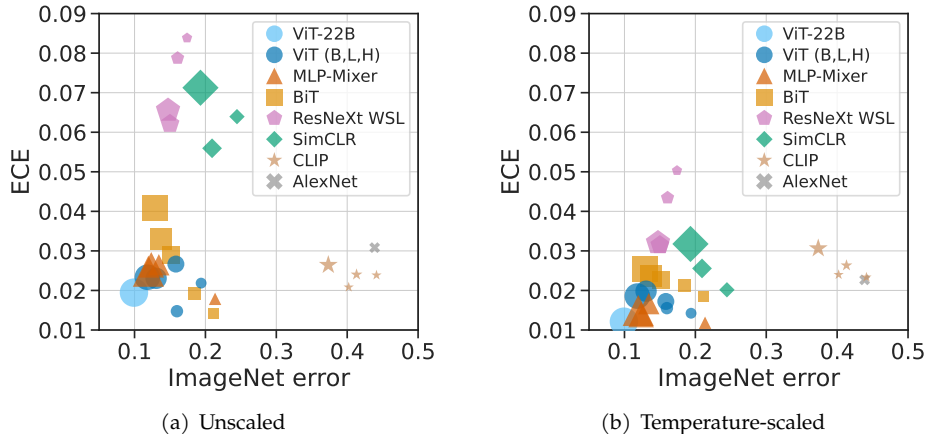 0.09
0.08
0.07
0.06
0.05
0.04
0.03
0.02
0.01
ECE
0.1 0.2 0.3 0.4 0.5
ImageNet error
ViT-22B
ViT (B,L,H)
MLP-Mixer
BiT
ResNeXt WSL
SimCLR
CLIP
AlexNet
(a) Unscaled
0.09
0.08
0.07
0.06
0.05
0.04
0.03
0.02
0.01
ECE
0.1 0.2 0.3 0.4 0.5
ImageNet error
ViT-22B
ViT (B,L,H)
MLP-Mixer
BiT
ResNeXt WSL
SimCLR
CLIP
AlexNet
(b) Temperature-scaled